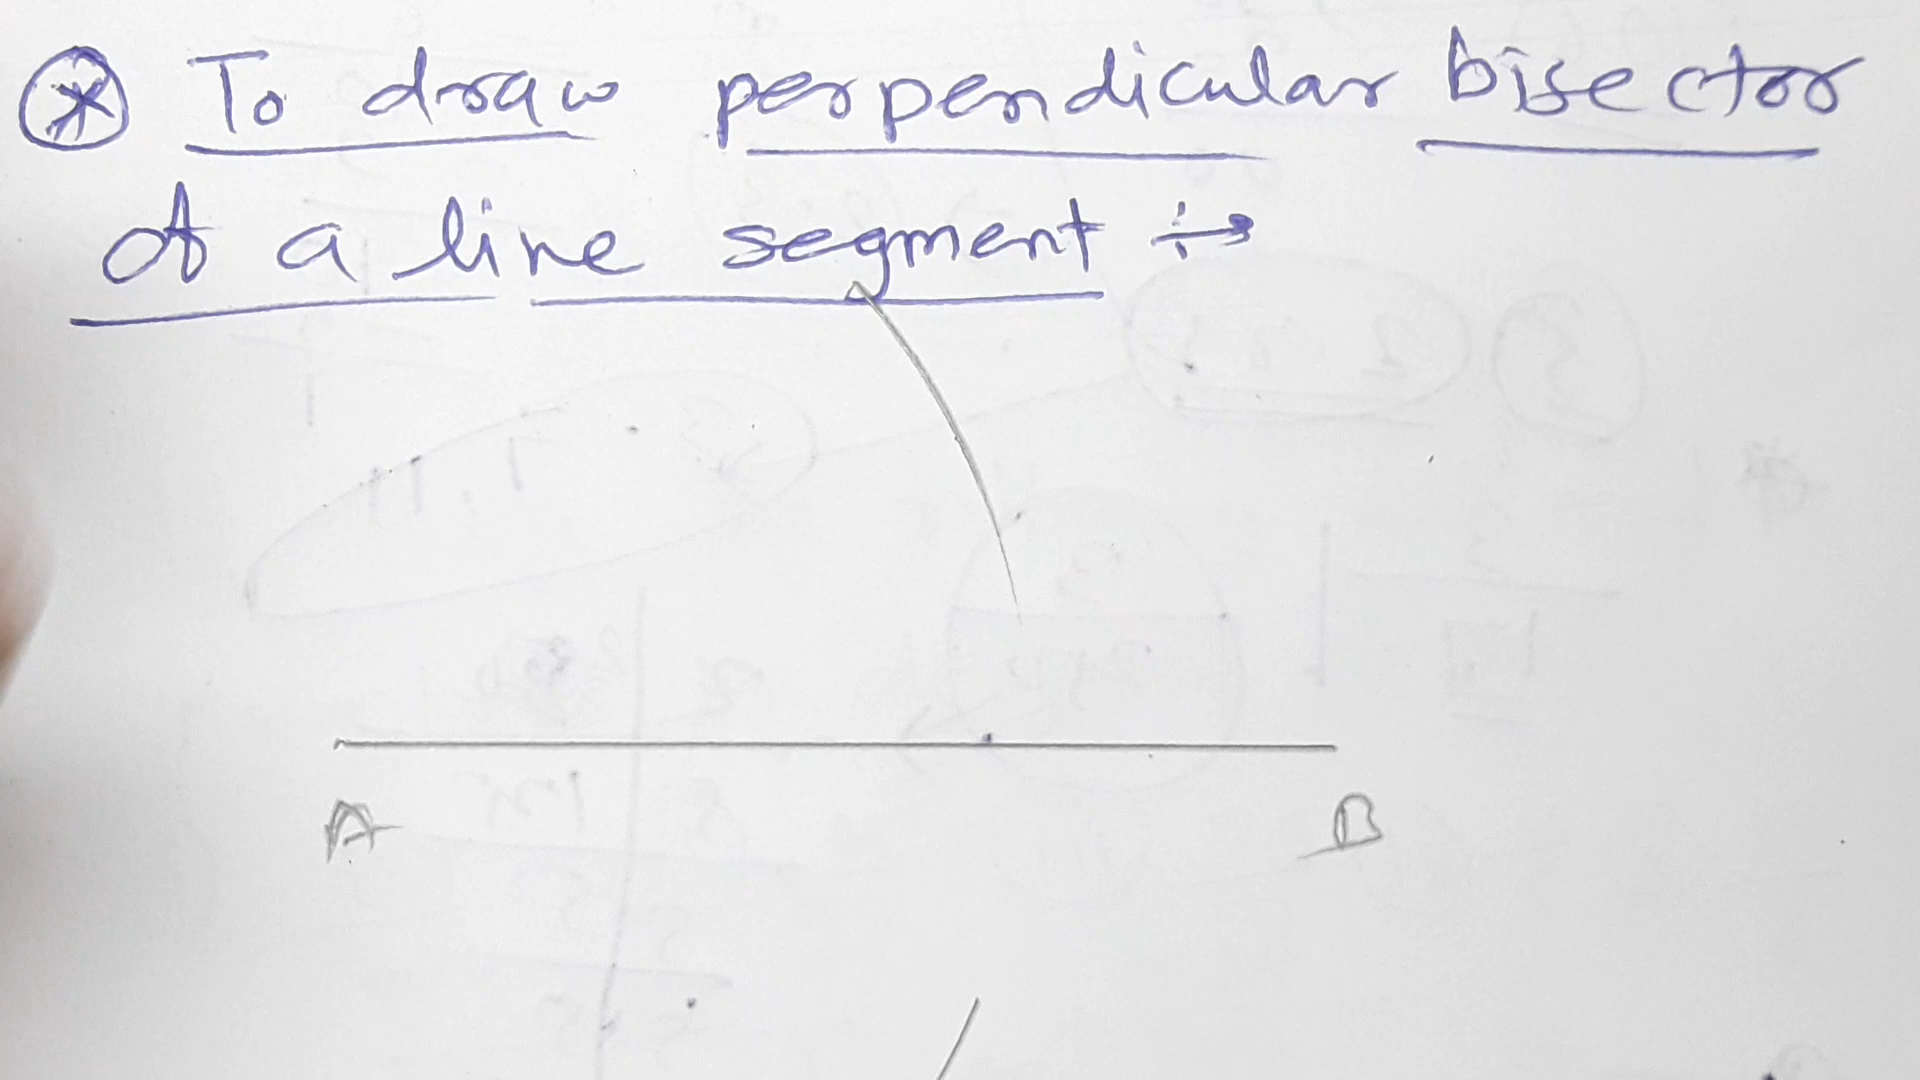 * To draw perpendicular bisector
of a line segment :→
A B